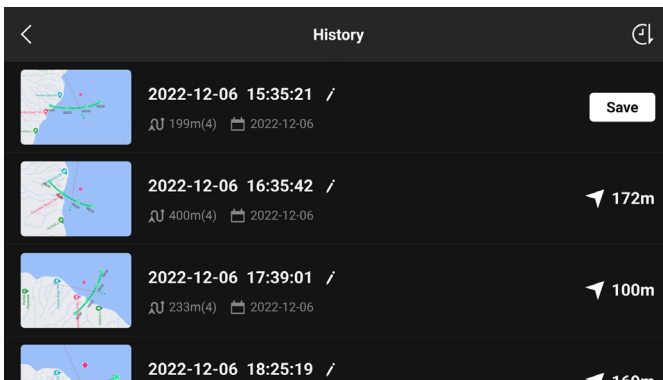 History
2022-12-06 15:35:21
199m(4) 2022-12-06
Save
2022-12-06 16:35:42
400m(4) 2022-12-06
172m
2022-12-06 17:39:01
233m(4) 2022-12-06
100m
2022-12-06 18:25:19